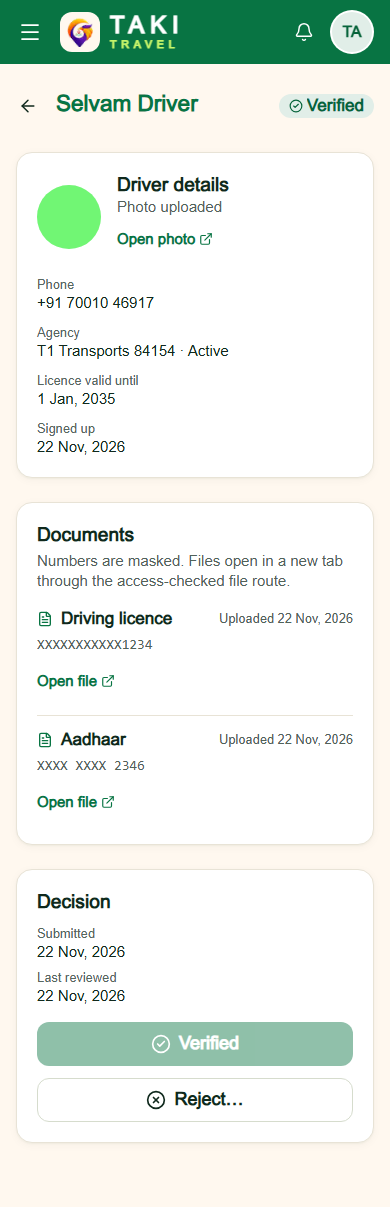 TAKI
TRAVEL
TA
Selvam Driver
Verified
Driver details
Photo uploaded
Open photo
Phone
+91 70010 46917
Agency
T1 Transports 84154 · Active
Licence valid until
1 Jan, 2035
Signed up
22 Nov, 2026
Documents
Numbers are masked. Files open in a new tab
through the access-checked file route.
Driving licence
Uploaded 22 Nov, 2026
XXXXXXXXXXX1234
Open file
Aadhaar
Uploaded 22 Nov, 2026
XXXX XXXX 2346
Open file
Decision
Submitted
22 Nov, 2026
Last reviewed
22 Nov, 2026
Verified
Reject…